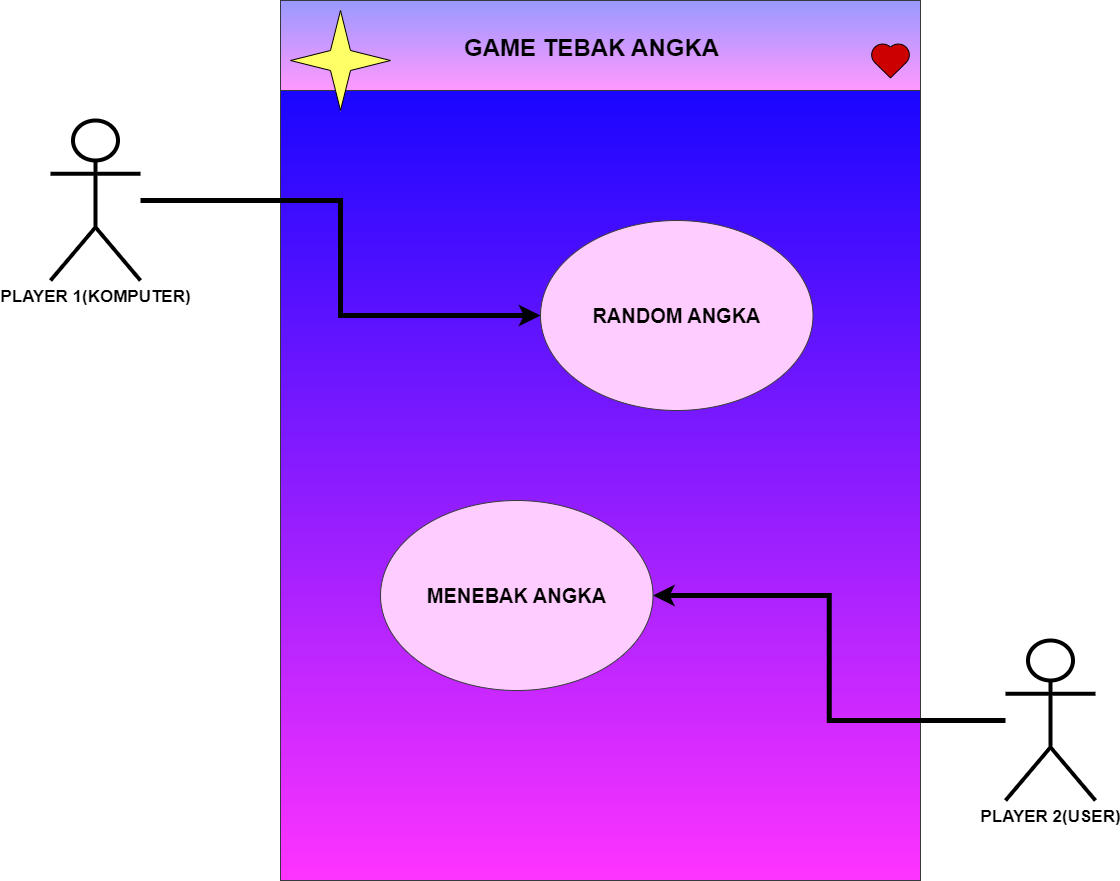 GAME TEBAK ANGKA
PLAYER 1(KOMPUTER)
RANDOM ANGKA
MENEBAK ANGKA
PLAYER 2(USER)